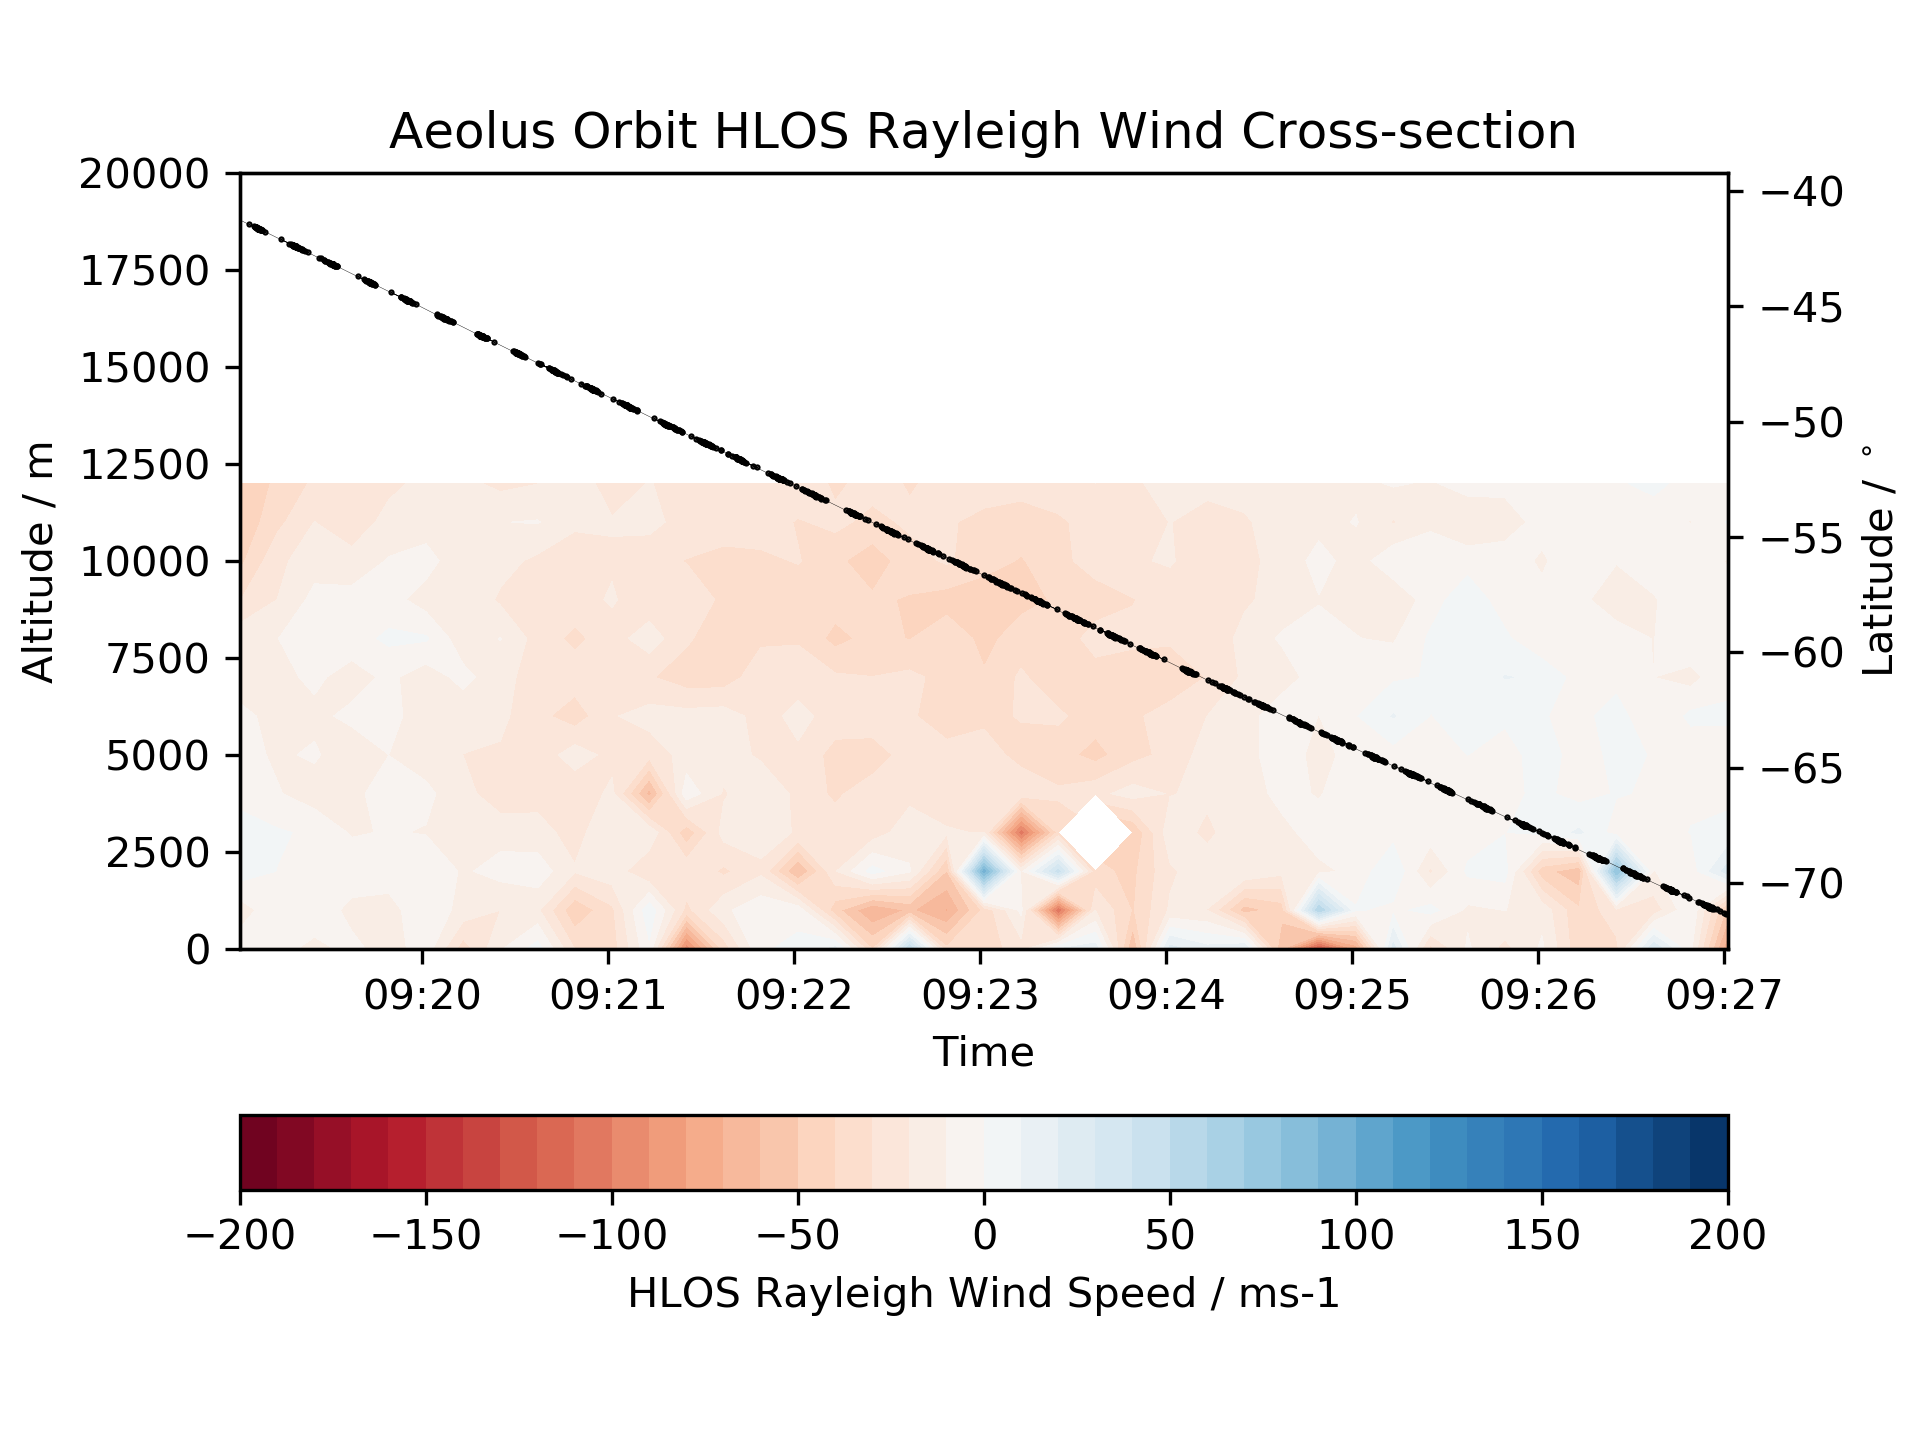 Aeolus Orbit HLOS Rayleigh Wind Cross-section
20000
17500
15000
12500
10000
7500
5000
2500
0
Altitude / m
−40
−45
−50
−55
−60
−65
−70
Latitude / °
09:20 09:21 09:22 09:23 09:24 09:25 09:26 09:27
Time
−200 −150 −100 −50 0 50 100 150 200
HLOS Rayleigh Wind Speed / ms-1